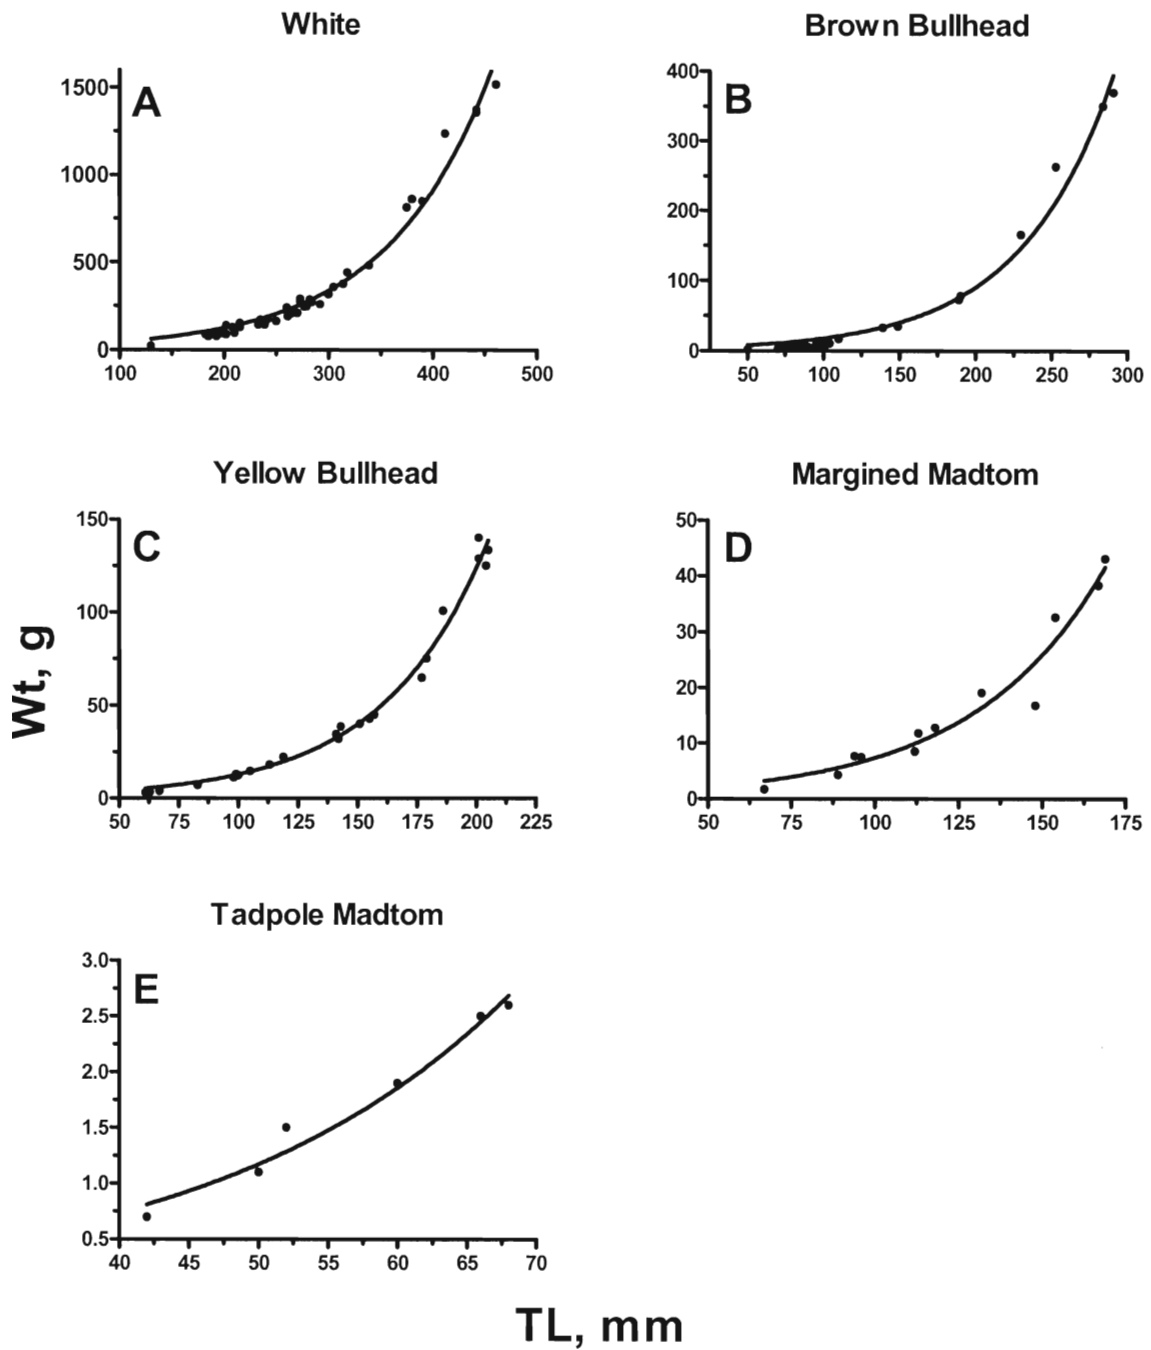 White
A
1500
1000
500
0
100 200 300 400 500
Brown Bullhead
B
400
300
200
100
0
50 100 150 200 250 300
Yellow Bullhead
C
150
100
50
0
50 75 100 125 150 175 200 225
Margined Madtom
D
50
40
30
20
10
0
50 75 100 125 150 175
Tadpole Madtom
E
3.0
2.5
2.0
1.5
1.0
0.5
40 45 50 55 60 65 70
Wt, g
TL, mm